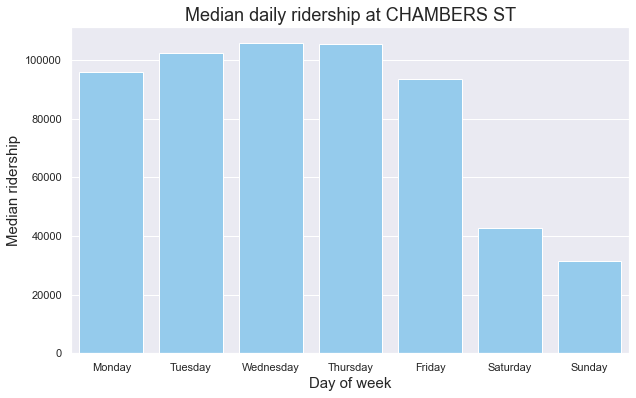 Median daily ridership at CHAMBERS ST
Median ridership
100000
80000
60000
40000
20000
0
Monday Tuesday Wednesday Thursday Friday Saturday Sunday
Day of week